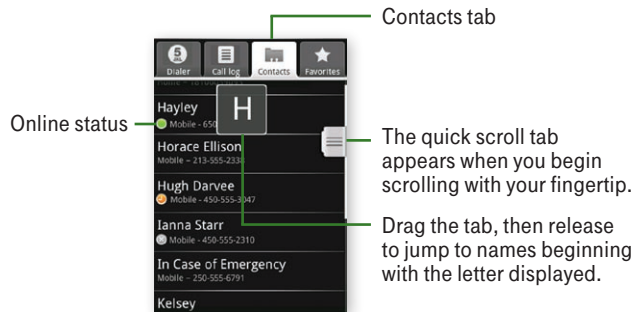 Contacts tab
5
Dialer
Call log
Contacts
Favorites
H
Hayley
Mobile - 650
Online status
Horace Ellison
Mobile - 213-555-
Hugh Darvee
Mobile - 450-555-3047
Ianna Starr
Mobile - 450-555-2310
In Case of Emergency
Mobile - 250-555-6791
Kelsey
The quick scroll tab
appears when you begin
scrolling with your fingertip.
Drag the tab, then release
to jump to names beginning
with the letter displayed.